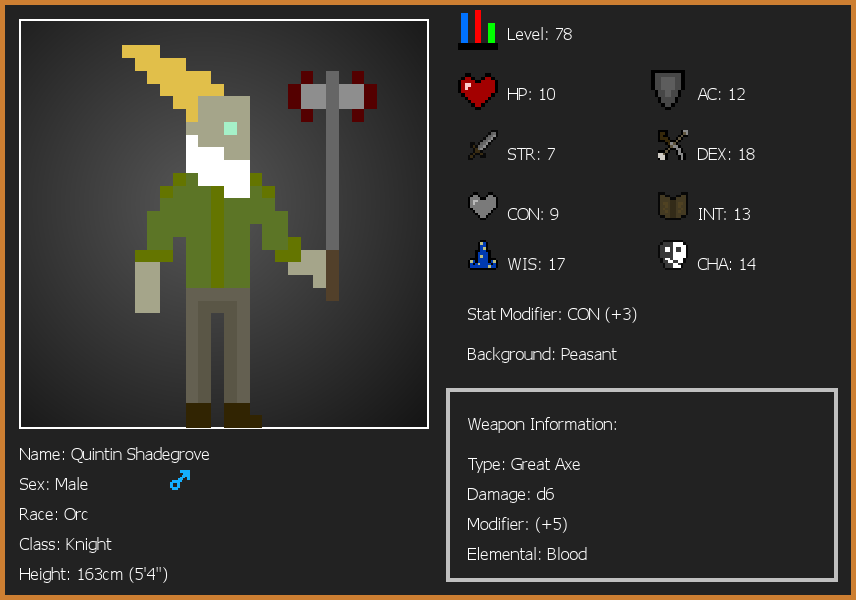 Level: 78
HP: 10
AC: 12
STR: 7
DEX: 18
CON: 9
INT: 13
WIS: 17
CHA: 14
Stat Modifier: CON (+3)
Background: Peasant
Weapon Information:
Type: Great Axe
Damage: d6
Modifier: (+5)
Elemental: Blood
Name: Quintin Shadegrove
Sex: Male
Race: Orc
Class: Knight
Height: 163cm (5'4")